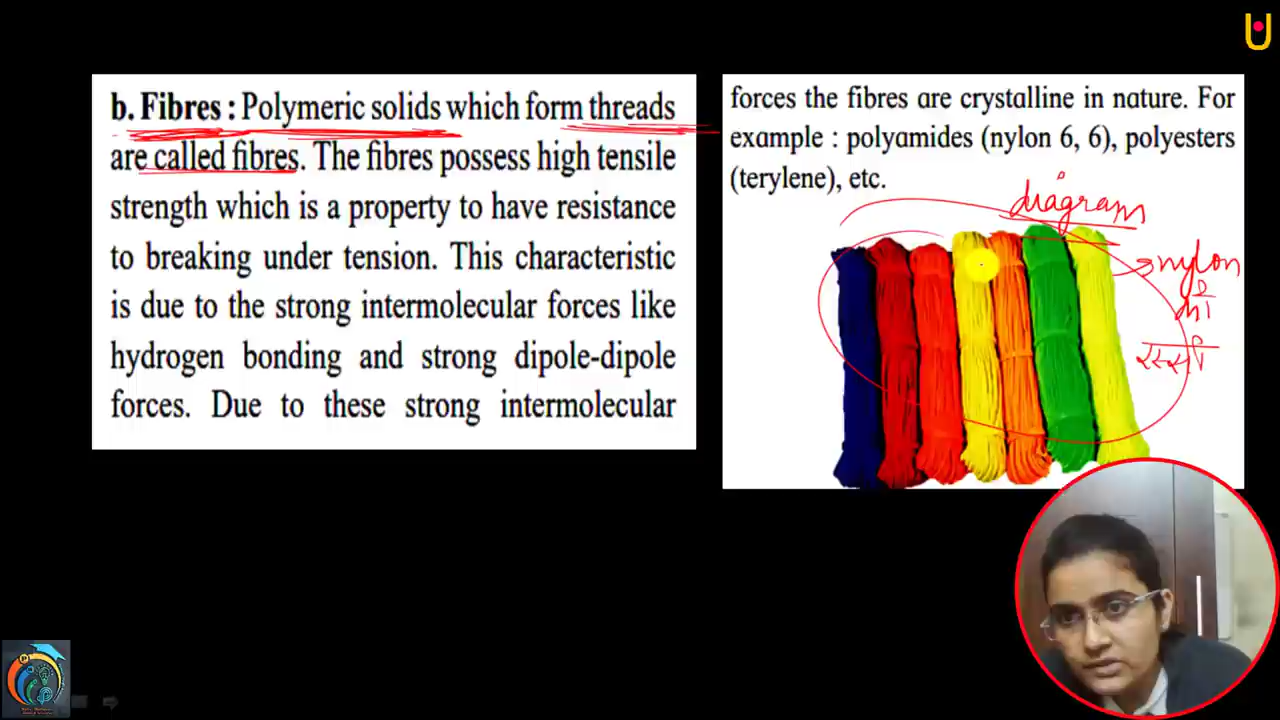 b. Fibres : Polymeric solids which form threads
are called fibres. The fibres possess high tensile
strength which is a property to have resistance
to breaking under tension. This characteristic
is due to the strong intermolecular forces like
hydrogen bonding and strong dipole-dipole
forces. Due to these strong intermolecular
forces the fibres are crystalline in nature. For
example : polyamides (nylon 6, 6), polyesters
(terylene), etc.
diagram
nylon
की
रस्सी